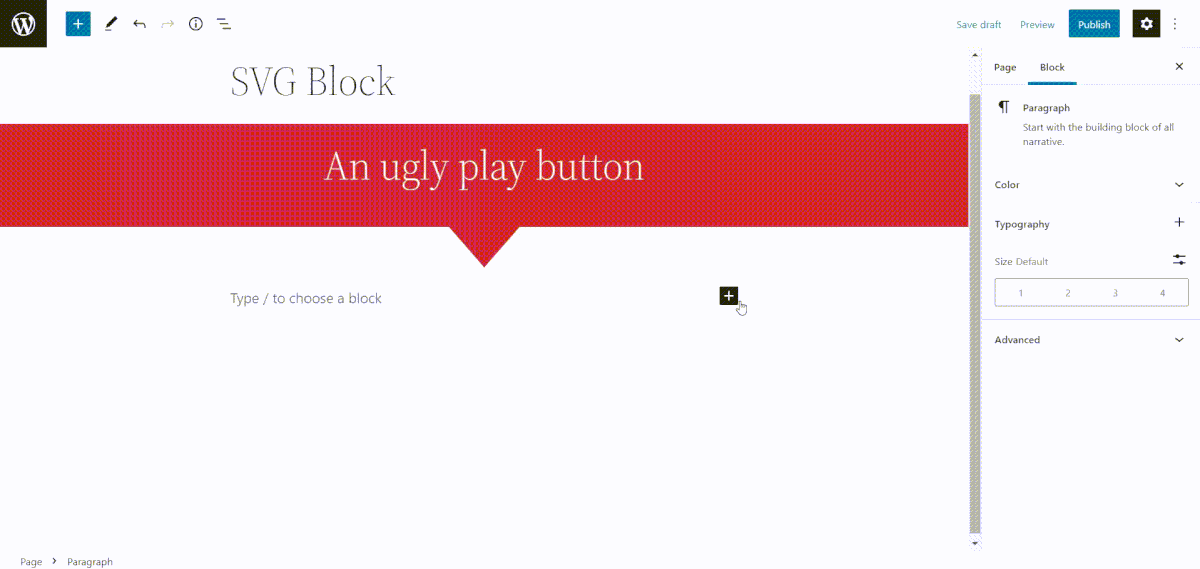 Save draft Preview Publish
SVG Block
An ugly play button
Type / to choose a block
Page Block
Paragraph
Start with the building block of all
narrative.
Color
Typography
Size Default
1 2 3 4
Advanced
Page Paragraph